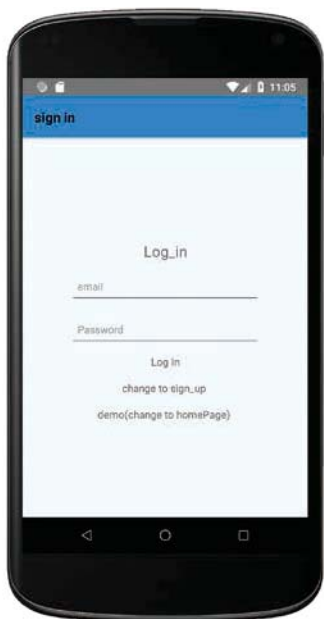 11:05
sign in
Log_in
email
Password
Log In
change to sign_up
demo(change to homePage)